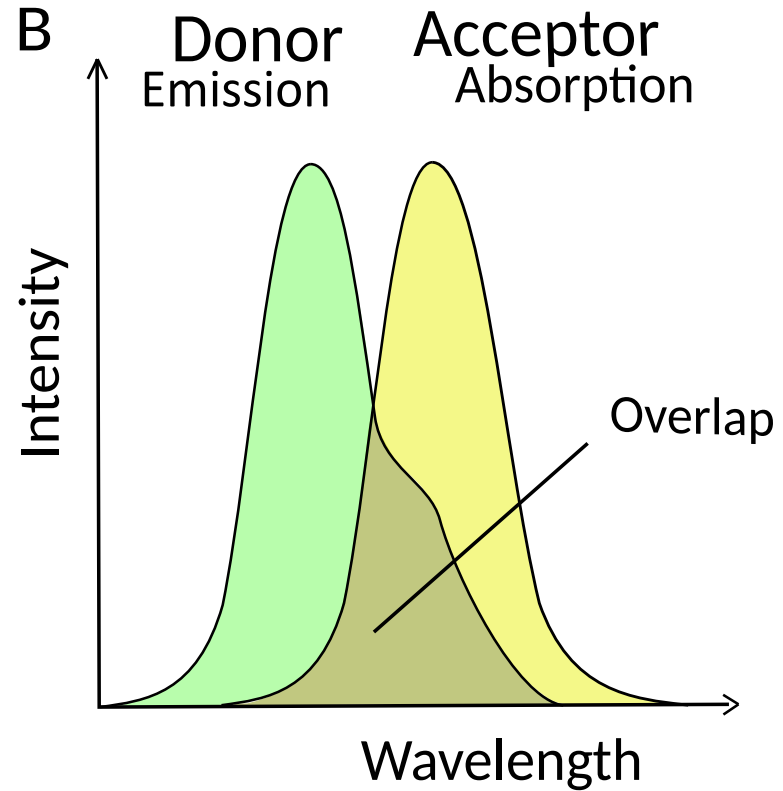 B
Donor
Emission
Acceptor
Absorption
Intensity
Overlap
Wavelength